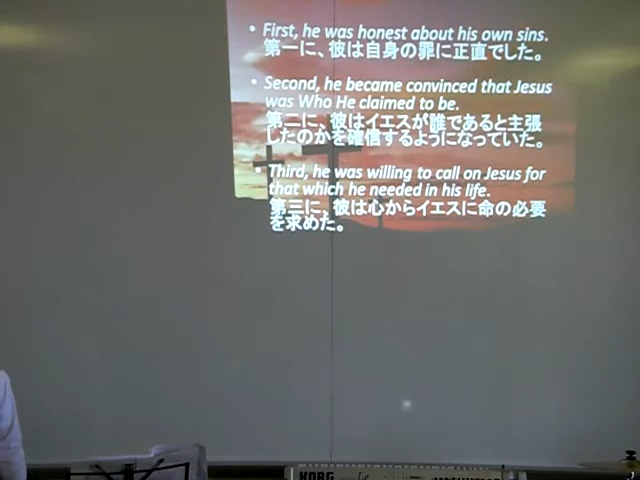 • First, he was honest about his own sins.
第一に、彼は自身の罪に正直でした。
• Second, he became convinced that Jesus
was Who He claimed to be.
第二に、彼はイエスが誰であると主張
したのかを確信するようになっていた。
• Third, he was willing to call on Jesus for
that which he needed in his life.
第三に、彼は心からイエスに命の必要
を求めた。
KORG